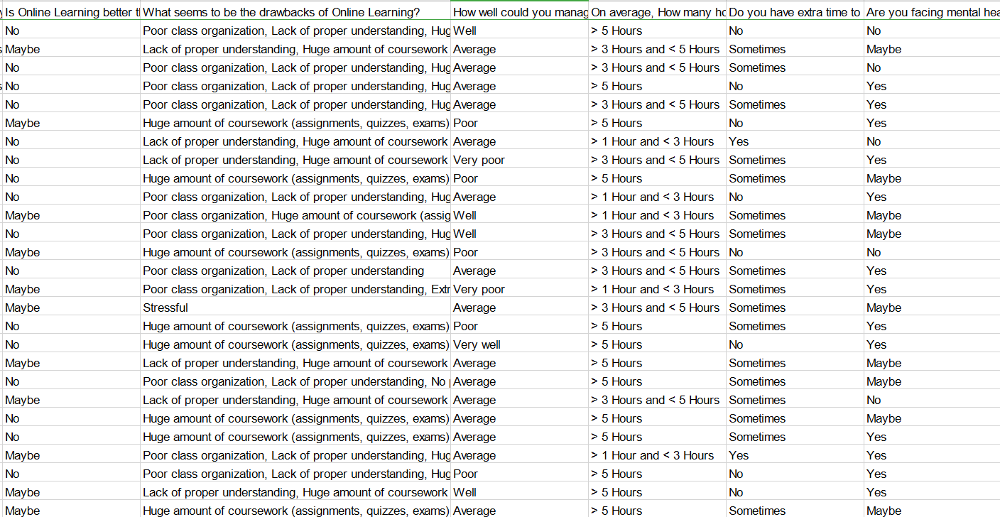 Is Online Learning better t What seems to be the drawbacks of Online Learning? How well could you manag On average, How many ho Do you have extra time to Are you facing mental hea
No Poor class organization, Lack of proper understanding, Hug Well > 5 Hours No No
s Maybe Lack of proper understanding, Huge amount of coursework Average > 3 Hours and < 5 Hours Sometimes Maybe
No Poor class organization, Lack of proper understanding, Hug Average > 3 Hours and < 5 Hours Sometimes No
s No Poor class organization, Lack of proper understanding, Hug Average > 5 Hours No Yes
No Poor class organization, Lack of proper understanding, Hug Average > 3 Hours and < 5 Hours Sometimes Yes
Maybe Huge amount of coursework (assignments, quizzes, exams) Poor > 5 Hours No Yes
No Lack of proper understanding, Huge amount of coursework Average > 1 Hour and < 3 Hours Yes No
No Lack of proper understanding, Huge amount of coursework Very poor > 3 Hours and < 5 Hours Sometimes Yes
No Huge amount of coursework (assignments, quizzes, exams) Poor > 5 Hours Sometimes Maybe
No Poor class organization, Lack of proper understanding, Hug Average > 1 Hour and < 3 Hours No Yes
Maybe Poor class organization, Huge amount of coursework (assig Well > 1 Hour and < 3 Hours Sometimes Maybe
No Poor class organization, Lack of proper understanding, Hug Well > 3 Hours and < 5 Hours Sometimes Maybe
Maybe Huge amount of coursework (assignments, quizzes, exams) Poor > 3 Hours and < 5 Hours No No
No Poor class organization, Lack of proper understanding Average > 3 Hours and < 5 Hours Sometimes Yes
Maybe Poor class organization, Lack of proper understanding, Extr Very poor > 1 Hour and < 3 Hours Sometimes Yes
Maybe Stressful Average > 3 Hours and < 5 Hours Sometimes Maybe
No Huge amount of coursework (assignments, quizzes, exams) Poor > 5 Hours Sometimes Yes
No Huge amount of coursework (assignments, quizzes, exams) Very well > 5 Hours No Yes
Maybe Lack of proper understanding, Huge amount of coursework Average > 5 Hours Sometimes Maybe
No Poor class organization, Lack of proper understanding, No Average > 5 Hours Sometimes Maybe
Maybe Lack of proper understanding, Huge amount of coursework Average > 3 Hours and < 5 Hours Sometimes No
No Huge amount of coursework (assignments, quizzes, exams) Average > 5 Hours Sometimes Maybe
No Huge amount of coursework (assignments, quizzes, exams) Average > 5 Hours Sometimes Yes
Maybe Poor class organization, Lack of proper understanding, Hug Average > 1 Hour and < 3 Hours Yes Yes
No Poor class organization, Lack of proper understanding, Hug Poor > 5 Hours No Yes
Maybe Lack of proper understanding, Huge amount of coursework Well > 5 Hours No Yes
Maybe Huge amount of coursework (assignments, quizzes, exams) Average > 5 Hours Sometimes Maybe